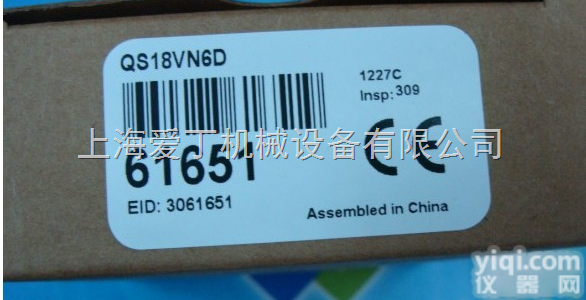 QS18VN6D
1227C
Insp: 309
上海爱丁机械设备有限公司
61651
CE
EID: 3061651
Assembled in China
yiqi.com
仪器网